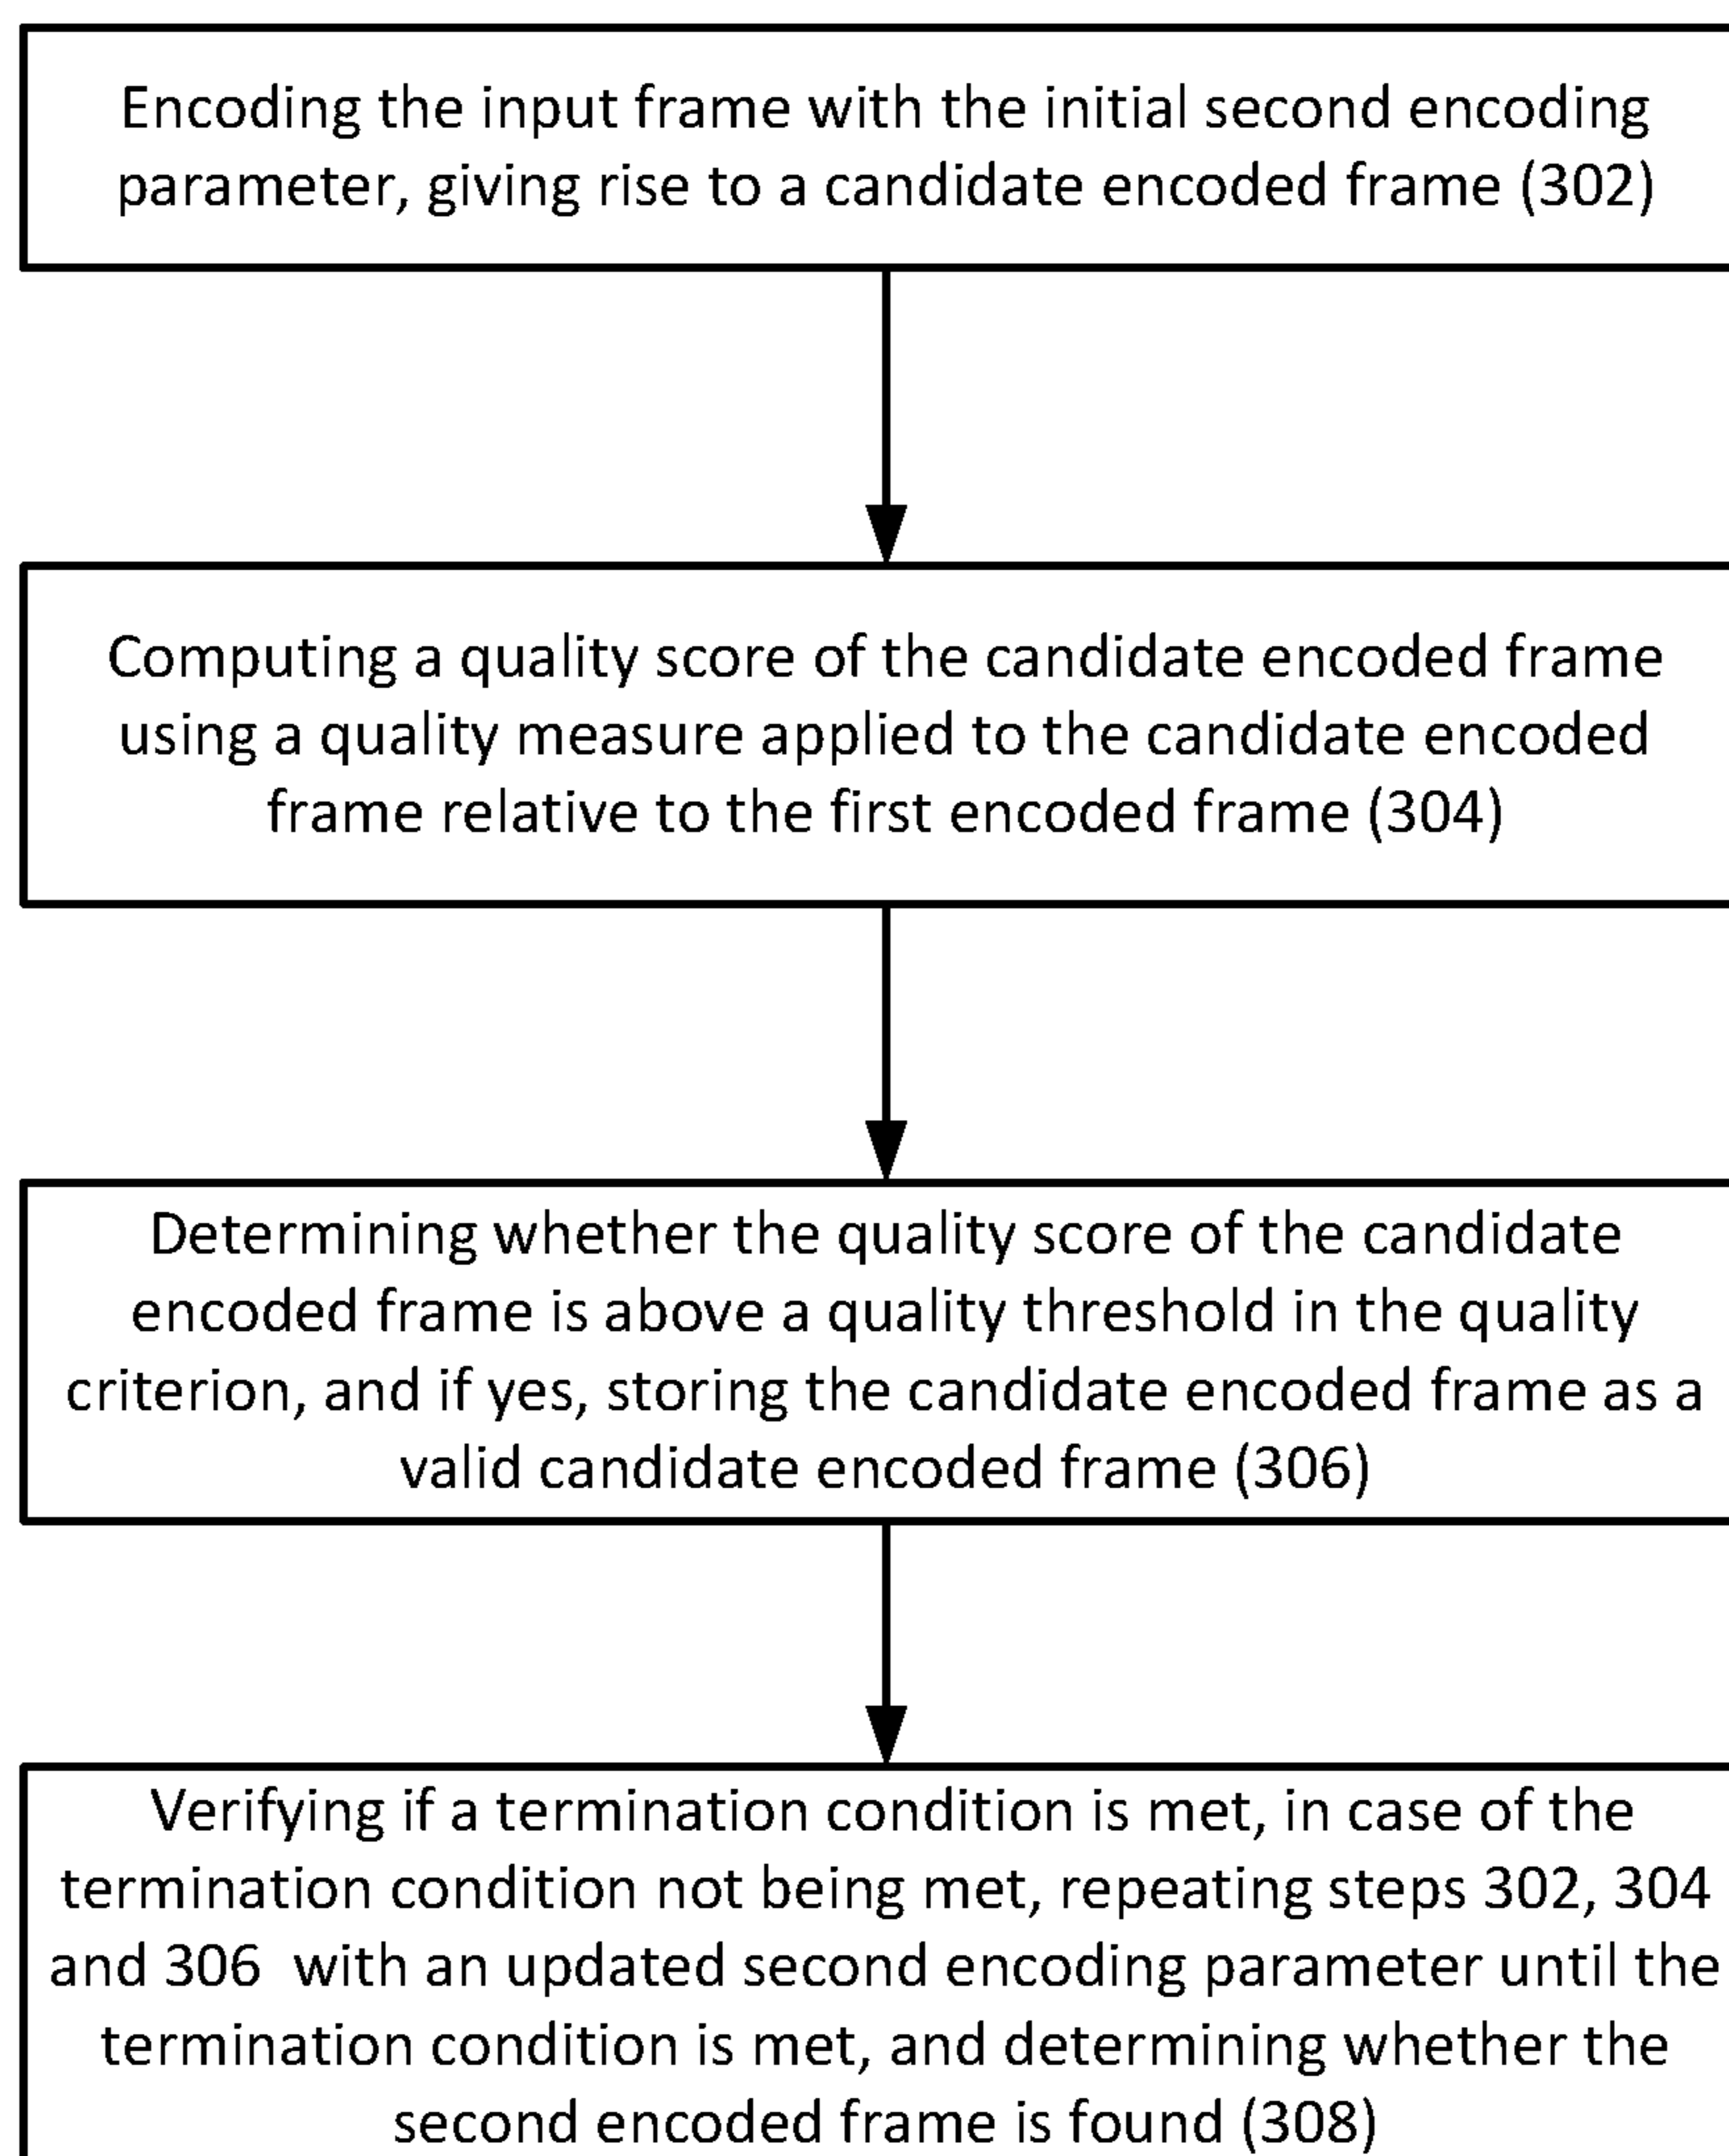 Encoding the input frame with the initial second encoding
parameter, giving rise to a candidate encoded frame (302)
Computing a quality score of the candidate encoded frame
using a quality measure applied to the candidate encoded
frame relative to the first encoded frame (304)
Determining whether the quality score of the candidate
encoded frame is above a quality threshold in the quality
criterion, and if yes, storing the candidate encoded frame as a
valid candidate encoded frame (306)
Verifying if a termination condition is met, in case of the
termination condition not being met, repeating steps 302, 304
and 306 with an updated second encoding parameter until the
termination condition is met, and determining whether the
second encoded frame is found (308)